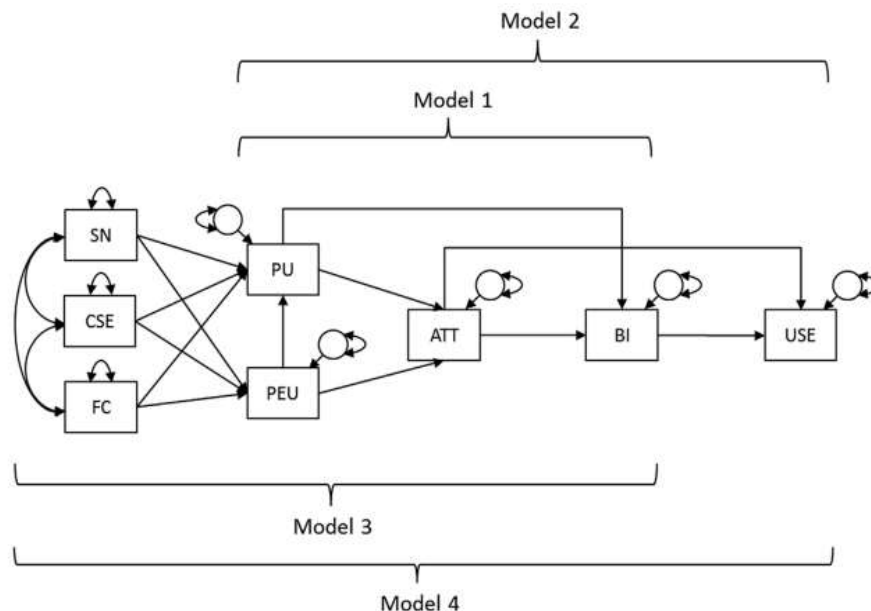 Model 2
Model 1
SN
PU
CSE
ATT
BI
USE
PEU
FC
Model 3
Model 4